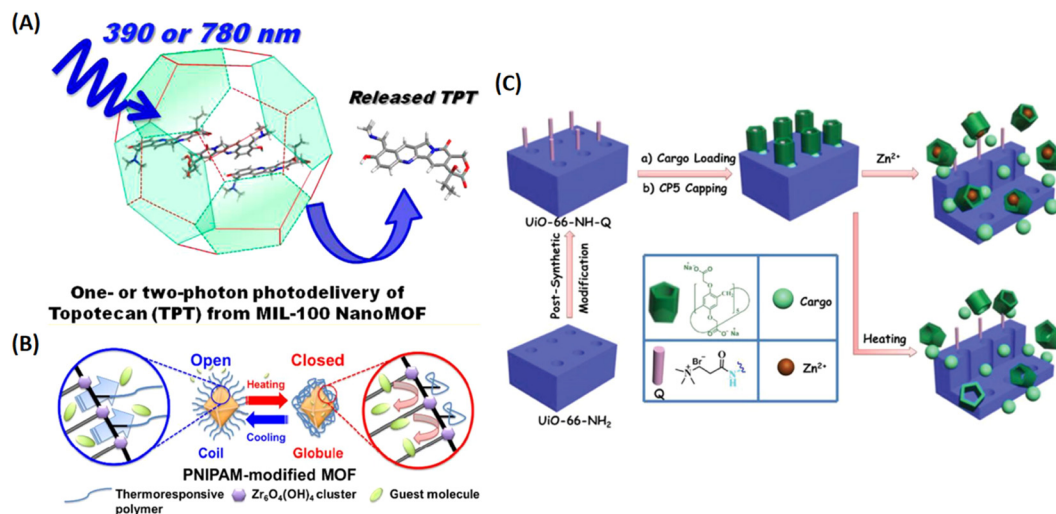 (A)
390 or 780 nm
Released TPT
One- or two-photon photodelivery of
Topotecan (TPT) from MIL-100 NanoMOF
(B)
Open
Closed
Heating
Cooling
Coil
Globule
PNIPAM-modified MOF
Thermoresponsive
polymer
Zr₆O₄(OH)₄ cluster
Guest molecule
(C)
a) Cargo Loading
b) CP5 Capping
Zn²⁺
UiO-66-NH-Q
Post-Synthetic
Modification
UiO-66-NH₂
Cargo
Zn²⁺
Q
Br⁻
Heating